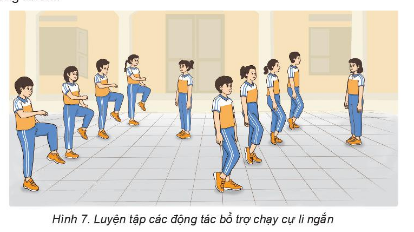 Hình 7. Luyện tập các động tác bổ trợ chạy cự li ngắn